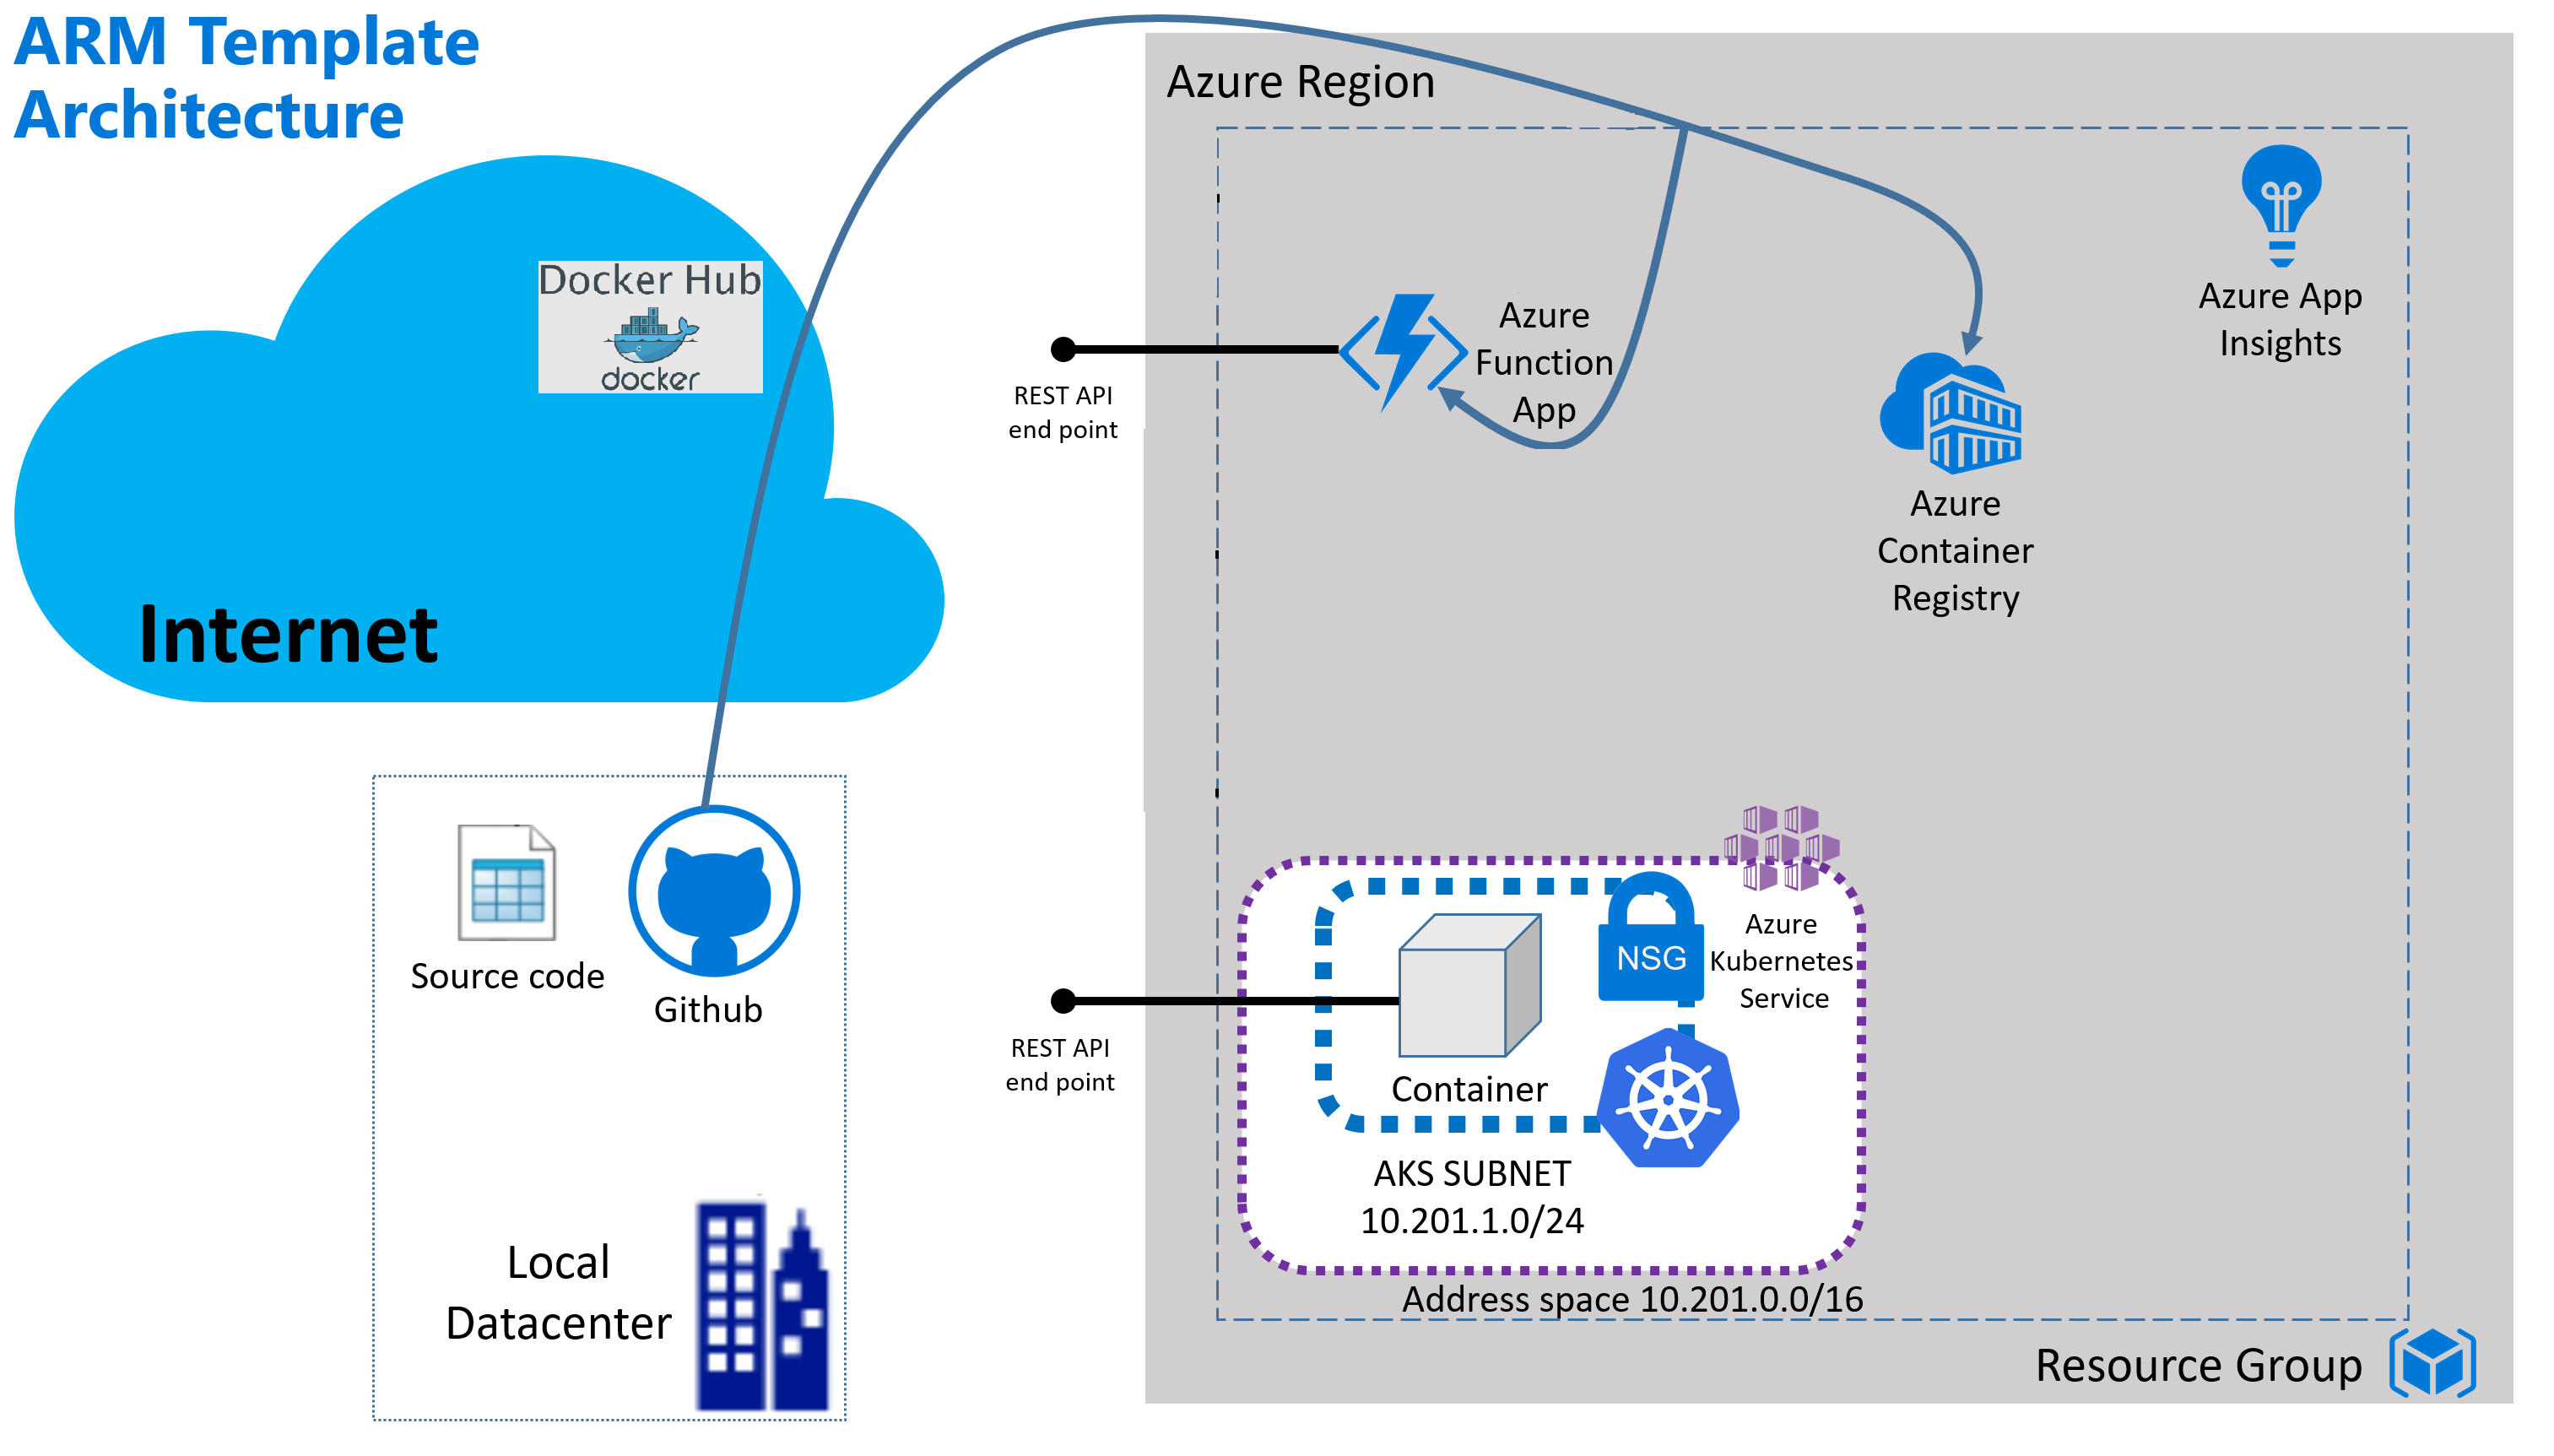 ARM Template
Architecture
Azure Region
Docker Hub
docker
Internet
REST API
end point
Azure
Function
App
Azure App
Insights
Azure
Container
Registry
Source code
Github
Local
Datacenter
REST API
end point
Container
NSG
Azure
Kubernetes
Service
AKS SUBNET
10.201.1.0/24
Address space 10.201.0.0/16
Resource Group